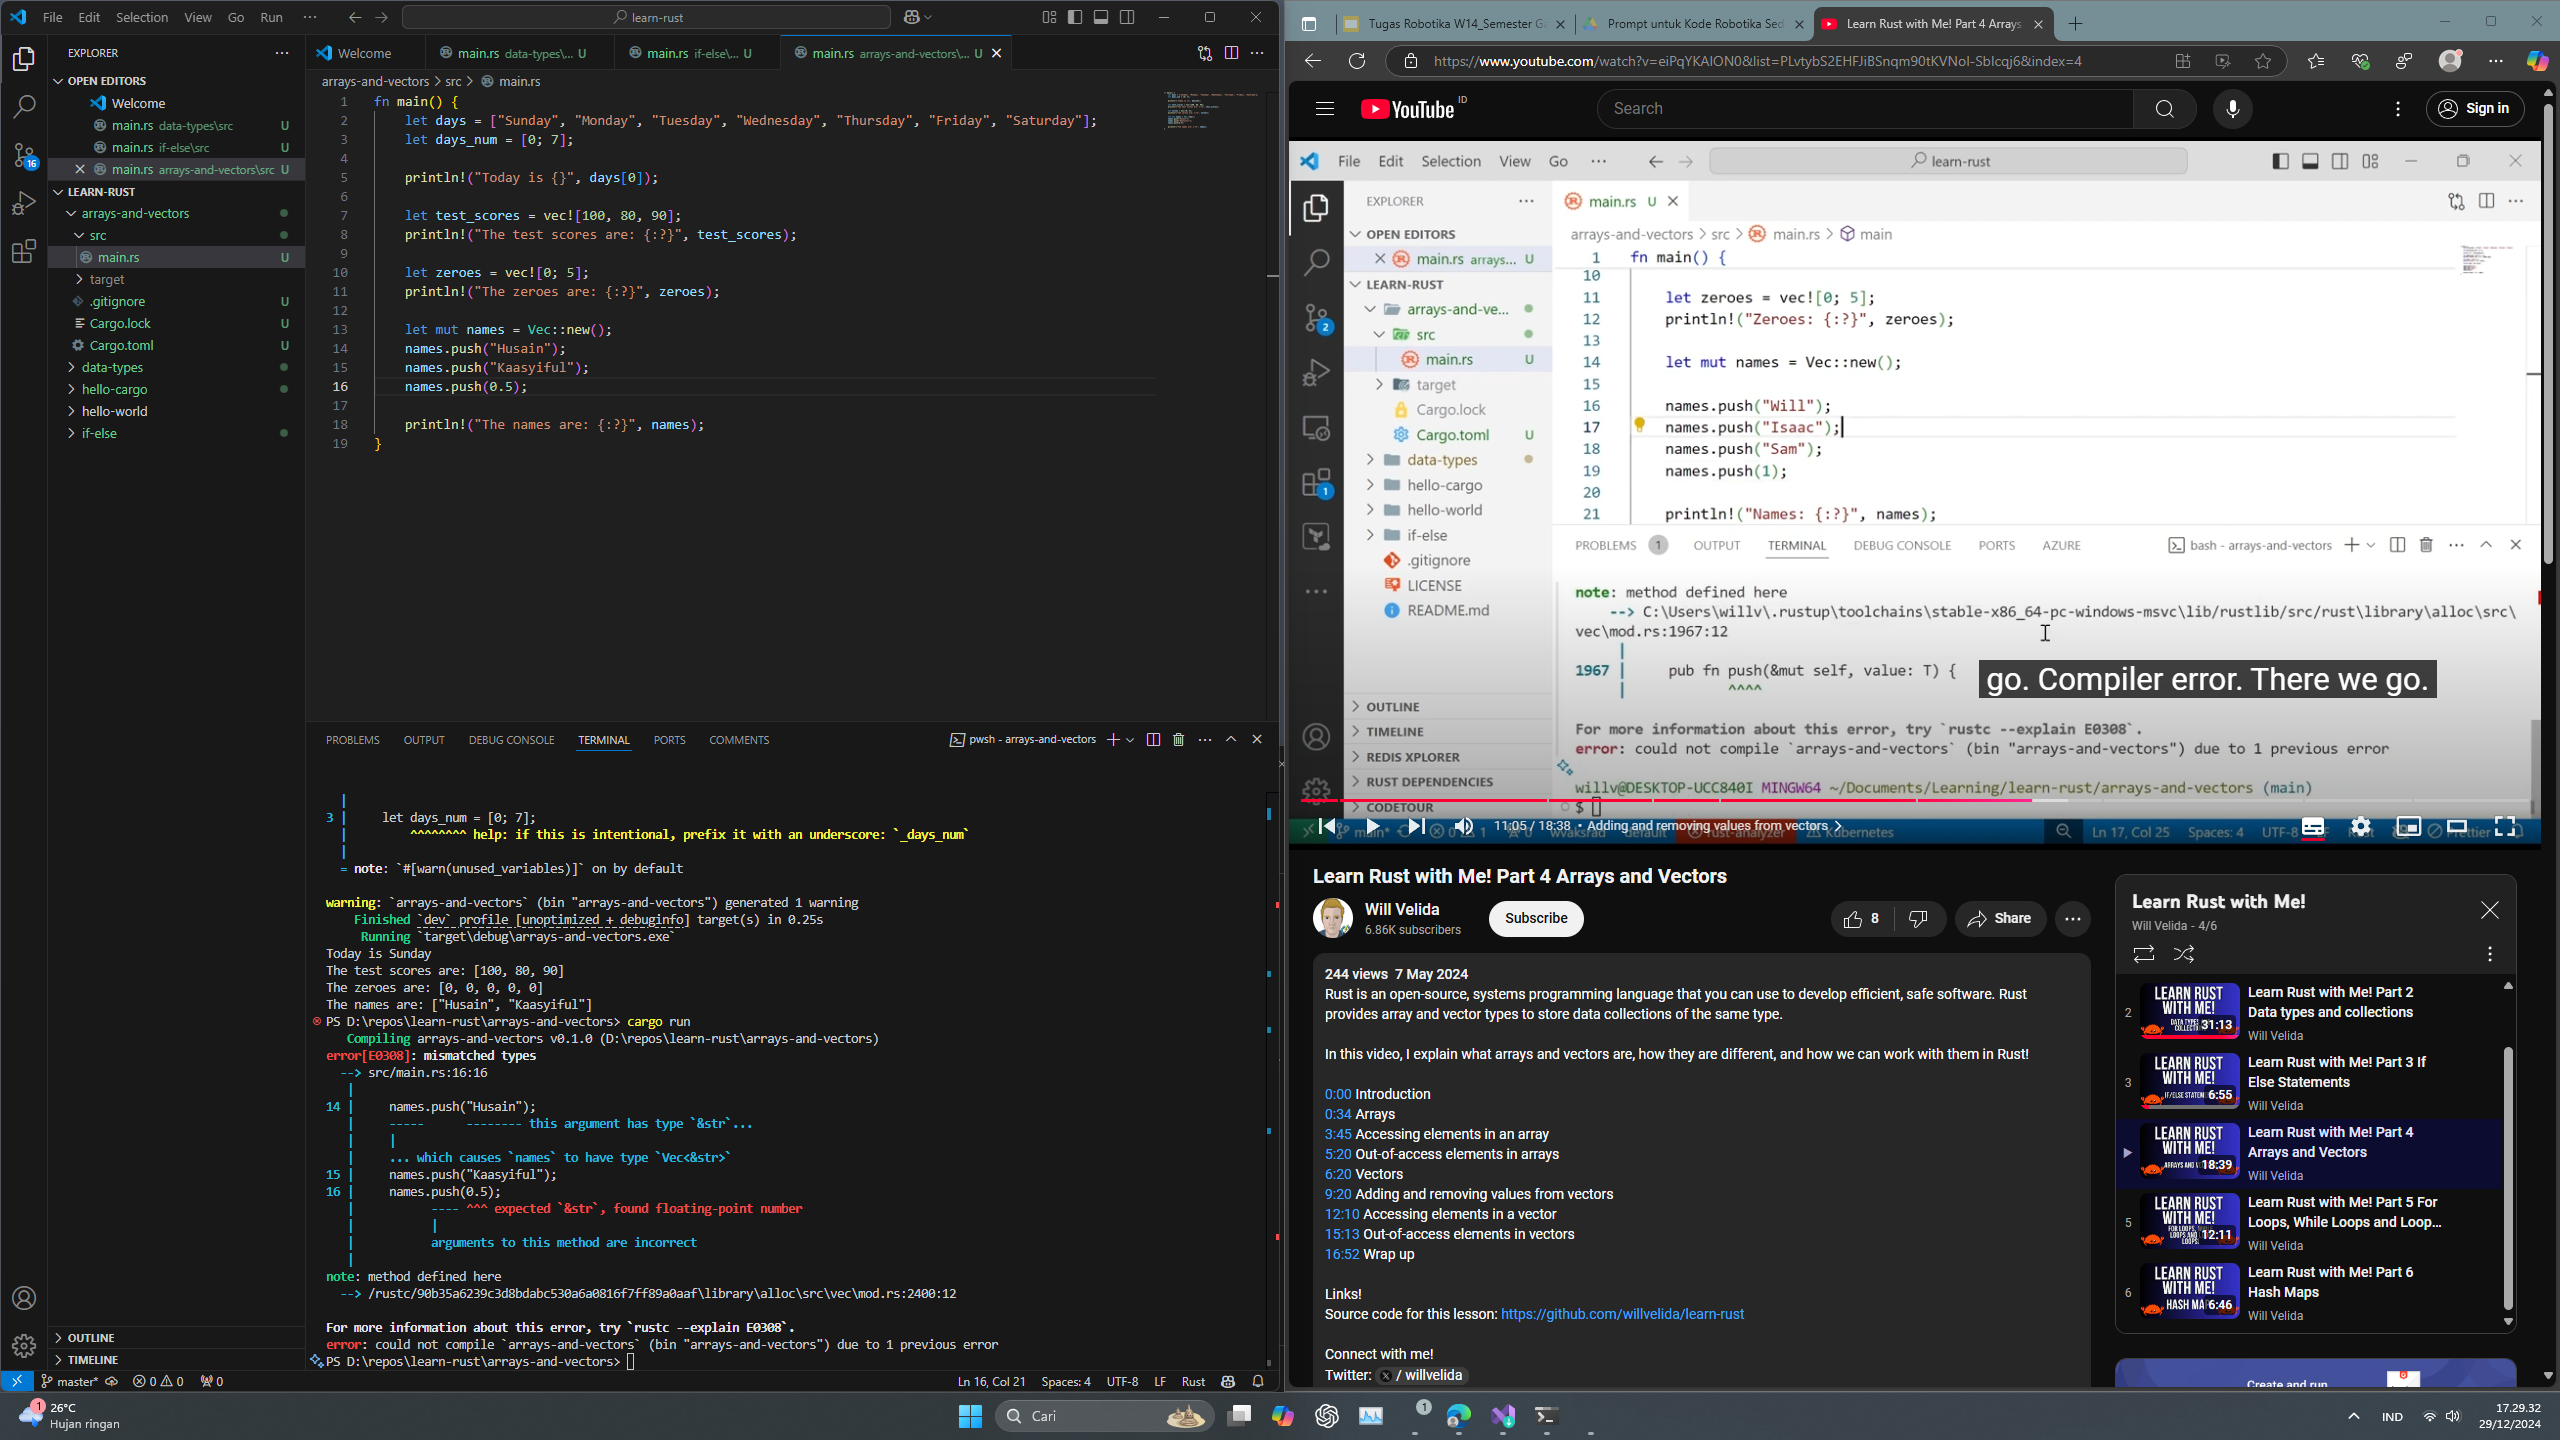 File Edit Selection View Go Run ···
learn-rust
EXPLORER
OPEN EDITORS
Welcome
main.rs data-types\src U
main.rs if-else\src U
main.rs arrays-and-vectors\src U
LEARN-RUST
arrays-and-vectors
src
main.rs U
target
.gitignore U
Cargo.lock U
Cargo.toml U
data-types
hello-cargo
hello-world
if-else
OUTLINE
TIMELINE
16
Welcome
main.rs data-types\... U
main.rs if-else\... U
main.rs arrays-and-vectors\... U
arrays-and-vectors > src > main.rs
1 fn main() {
2 let days = ["Sunday", "Monday", "Tuesday", "Wednesday", "Thursday", "Friday", "Saturday"];
3 let days_num = [0; 7];
4
5 println!("Today is {}", days[0]);
6
7 let test_scores = vec![100, 80, 90];
8 println!("The test scores are: {:?}", test_scores);
9
10 let zeroes = vec![0; 5];
11 println!("The zeroes are: {:?}", zeroes);
12
13 let mut names = Vec::new();
14 names.push("Husain");
15 names.push("Kaasyiful");
16 names.push(0.5);
17
18 println!("The names are: {:?}", names);
19 }
PROBLEMS OUTPUT DEBUG CONSOLE TERMINAL PORTS COMMENTS
pwsh - arrays-and-vectors
|
3 | let days_num = [0; 7];
| ^^^^^^^^ help: if this is intentional, prefix it with an underscore: `_days_num`
|
= note: `#[warn(unused_variables)]` on by default
warning: `arrays-and-vectors` (bin "arrays-and-vectors") generated 1 warning
Finished `dev` profile [unoptimized + debuginfo] target(s) in 0.25s
Running `target\debug\arrays-and-vectors.exe`
Today is Sunday
The test scores are: [100, 80, 90]
The zeroes are: [0, 0, 0, 0, 0]
The names are: ["Husain", "Kaasyiful"]
PS D:\repos\learn-rust\arrays-and-vectors> cargo run
Compiling arrays-and-vectors v0.1.0 (D:\repos\learn-rust\arrays-and-vectors)
error[E0308]: mismatched types
--> src/main.rs:16:16
|
14 | names.push("Husain");
| ----- -------- this argument has type `&str`...
| |
| ... which causes `names` to have type `Vec<&str>`
15 | names.push("Kaasyiful");
16 | names.push(0.5);
| ---- ^^^ expected `&str`, found floating-point number
| |
| arguments to this method are incorrect
|
note: method defined here
--> /rustc/90b35a6239c3d8bdabc530a6a0816f7ff89a0aaf\library\alloc\src\vec\mod.rs:2400:12
For more information about this error, try `rustc --explain E0308`.
error: could not compile `arrays-and-vectors` (bin "arrays-and-vectors") due to 1 previous error
PS D:\repos\learn-rust\arrays-and-vectors>
master* 0 0 0 Ln 16, Col 21 Spaces: 4 UTF-8 LF Rust
Tugas Robotika W14_Semester G
Prompt untuk Kode Robotika Sed
Learn Rust with Me! Part 4 Arrays
https://www.youtube.com/watch?v=eiPqYKAION0&list=PLvtybS2EHFJiBSnqm90tKVNoI-SbIcqj6&index=4
YouTube ID
Search
Sign in
File Edit Selection View Go ···
learn-rust
EXPLORER
OPEN EDITORS
main.rs arrays... U
LEARN-RUST
arrays-and-ve...
src
main.rs U
target
Cargo.lock
Cargo.toml U
data-types
hello-cargo
hello-world
if-else
.gitignore
LICENSE
README.md
OUTLINE
TIMELINE
REDIS XPLORER
RUST DEPENDENCIES
CODETOUR
2
1
main.rs U
arrays-and-vectors > src > main.rs > main
1 fn main() {
10
11 let zeroes = vec![0; 5];
12 println!("Zeroes: {:?}", zeroes);
13
14 let mut names = Vec::new();
15
16 names.push("Will");
17 names.push("Isaac");
18 names.push("Sam");
19 names.push(1);
20
21 println!("Names: {:?}", names);
PROBLEMS 1 OUTPUT TERMINAL DEBUG CONSOLE PORTS AZURE
bash - arrays-and-vectors
note: method defined here
--> C:\Users\willv\.rustup\toolchains\stable-x86_64-pc-windows-msvc\lib/rustlib/src/rust\library\alloc\src\
vec\mod.rs:1967:12
|
1967 | pub fn push(&mut self, value: T) {
| ^^^^
go. Compiler error. There we go.
For more information about this error, try `rustc --explain E0308`.
error: could not compile `arrays-and-vectors` (bin "arrays-and-vectors") due to 1 previous error
willv@DESKTOP-UCC840I MINGW64 ~/Documents/Learning/learn-rust/arrays-and-vectors (main)
$
11:05 / 18:38 • Adding and removing values from vectors
Ln 17, Col 25 Spaces: 4 UTF-8
Learn Rust with Me! Part 4 Arrays and Vectors
Will Velida
6.86K subscribers
Subscribe
8
Share
244 views 7 May 2024
Rust is an open-source, systems programming language that you can use to develop efficient, safe software. Rust
provides array and vector types to store data collections of the same type.
In this video, I explain what arrays and vectors are, how they are different, and how we can work with them in Rust!
0:00 Introduction
0:34 Arrays
3:45 Accessing elements in an array
5:20 Out-of-access elements in arrays
6:20 Vectors
9:20 Adding and removing values from vectors
12:10 Accessing elements in a vector
15:13 Out-of-access elements in vectors
16:52 Wrap up
Links!
Source code for this lesson: https://github.com/willvelida/learn-rust
Connect with me!
Twitter: / willvelida
Learn Rust with Me!
Will Velida - 4/6
2 LEARN RUST WITH ME! 31:13
Learn Rust with Me! Part 2
Data types and collections
Will Velida
3 LEARN RUST WITH ME! 6:55
Learn Rust with Me! Part 3 If
Else Statements
Will Velida
LEARN RUST WITH ME! 18:39
Learn Rust with Me! Part 4
Arrays and Vectors
Will Velida
5 LEARN RUST WITH ME! 12:11
Learn Rust with Me! Part 5 For
Loops, While Loops and Loop...
Will Velida
6 LEARN RUST WITH ME! 6:46
Learn Rust with Me! Part 6
Hash Maps
Will Velida
Create and run
1
26°C
Hujan ringan
Cari
1
IND
17.29.32
29/12/2024